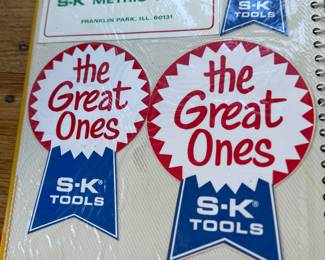 S-K METRIC
FRANKLIN PARK, ILL. 60131
S-K®
TOOLS
the
Great
Ones
S-K®
TOOLS
the
Great
Ones
S-K®
TOOLS